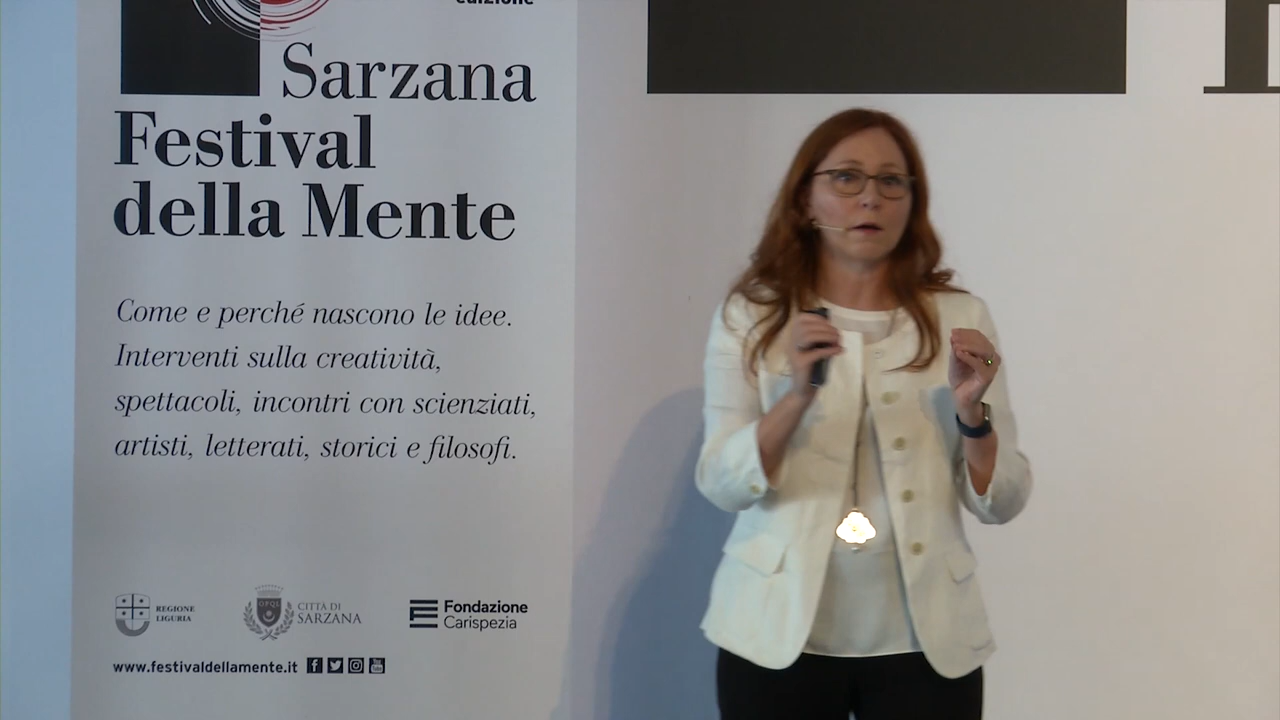 edizione
Sarzana
Festival
della Mente
Come e perché nascono le idee.
Interventi sulla creatività,
spettacoli, incontri con scienziati,
artisti, letterati, storici e filosofi.
REGIONE
LIGURIA
CITTÀ DI
SARZANA
Fondazione
Carispezia
www.festivaldellamente.it